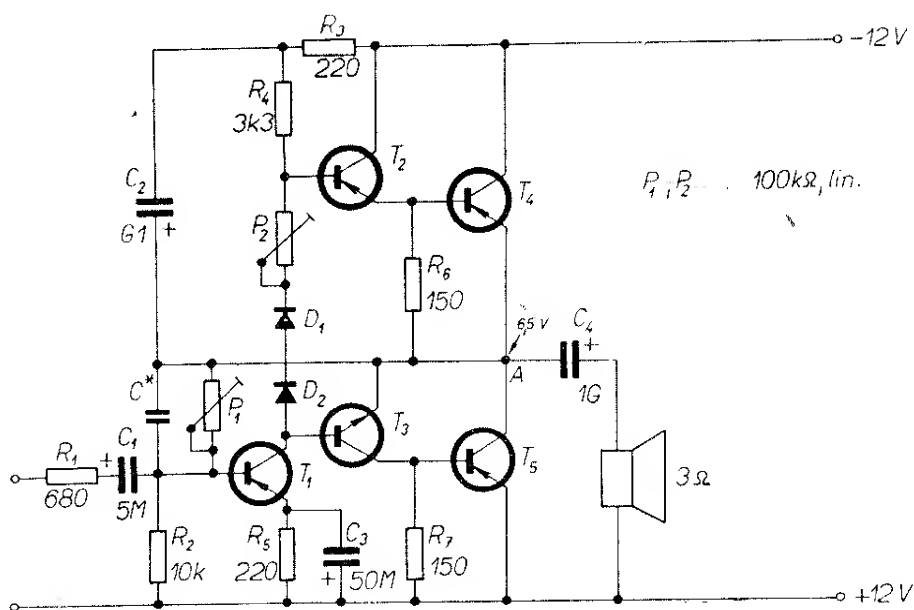 R₃
220
−12V
R₄
3k3
T₂
T₄
P₁, P₂ . 100kΩ, lin.
C₂
G1 +
P₂
R₆
150
D₁
6,5 V
C₄
+
A
1G
C*
P₁
D₂
T₃
T₅
3Ω
R₁
680
+ C₁
5M
T₁
R₂
10k
R₅
220
C₃
+ 50M
R₇
150
+12V